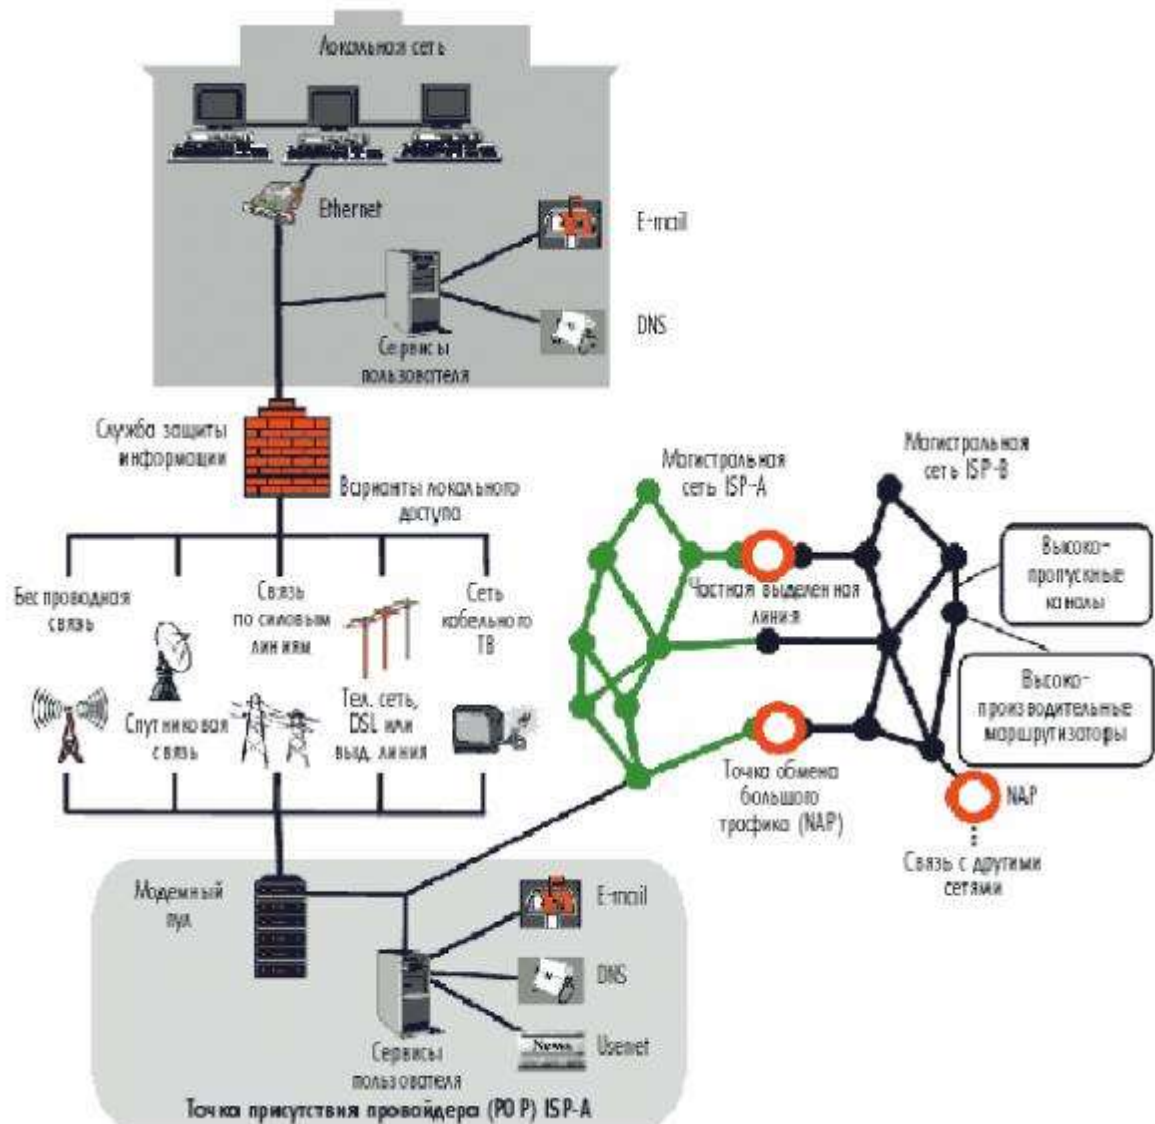 Локальная сеть
Ethernet
E-mail
DNS
Сервисы
пользователя
Служба защиты
информации
Варианты локального
доступа
Беспроводная
связь
Спутниковая
связь
Связь
по силовым
линиям
Тел. сеть,
DSL или
выд. линия
Сеть
кабельного
ТВ
Магистральная
сеть ISP-A
Магистральная
сеть ISP-B
Частная выделенная
линия
Высоко-
пропускные
каналы
Высоко-
производительные
маршрутизаторы
Точка обмена
большого
трафика (NAP)
NAP
Связь с другими
сетями
Модемный
пул
E-mail
DNS
News
Usenet
Сервисы
пользователя
Точка присутствия провайдера (POP) ISP-A